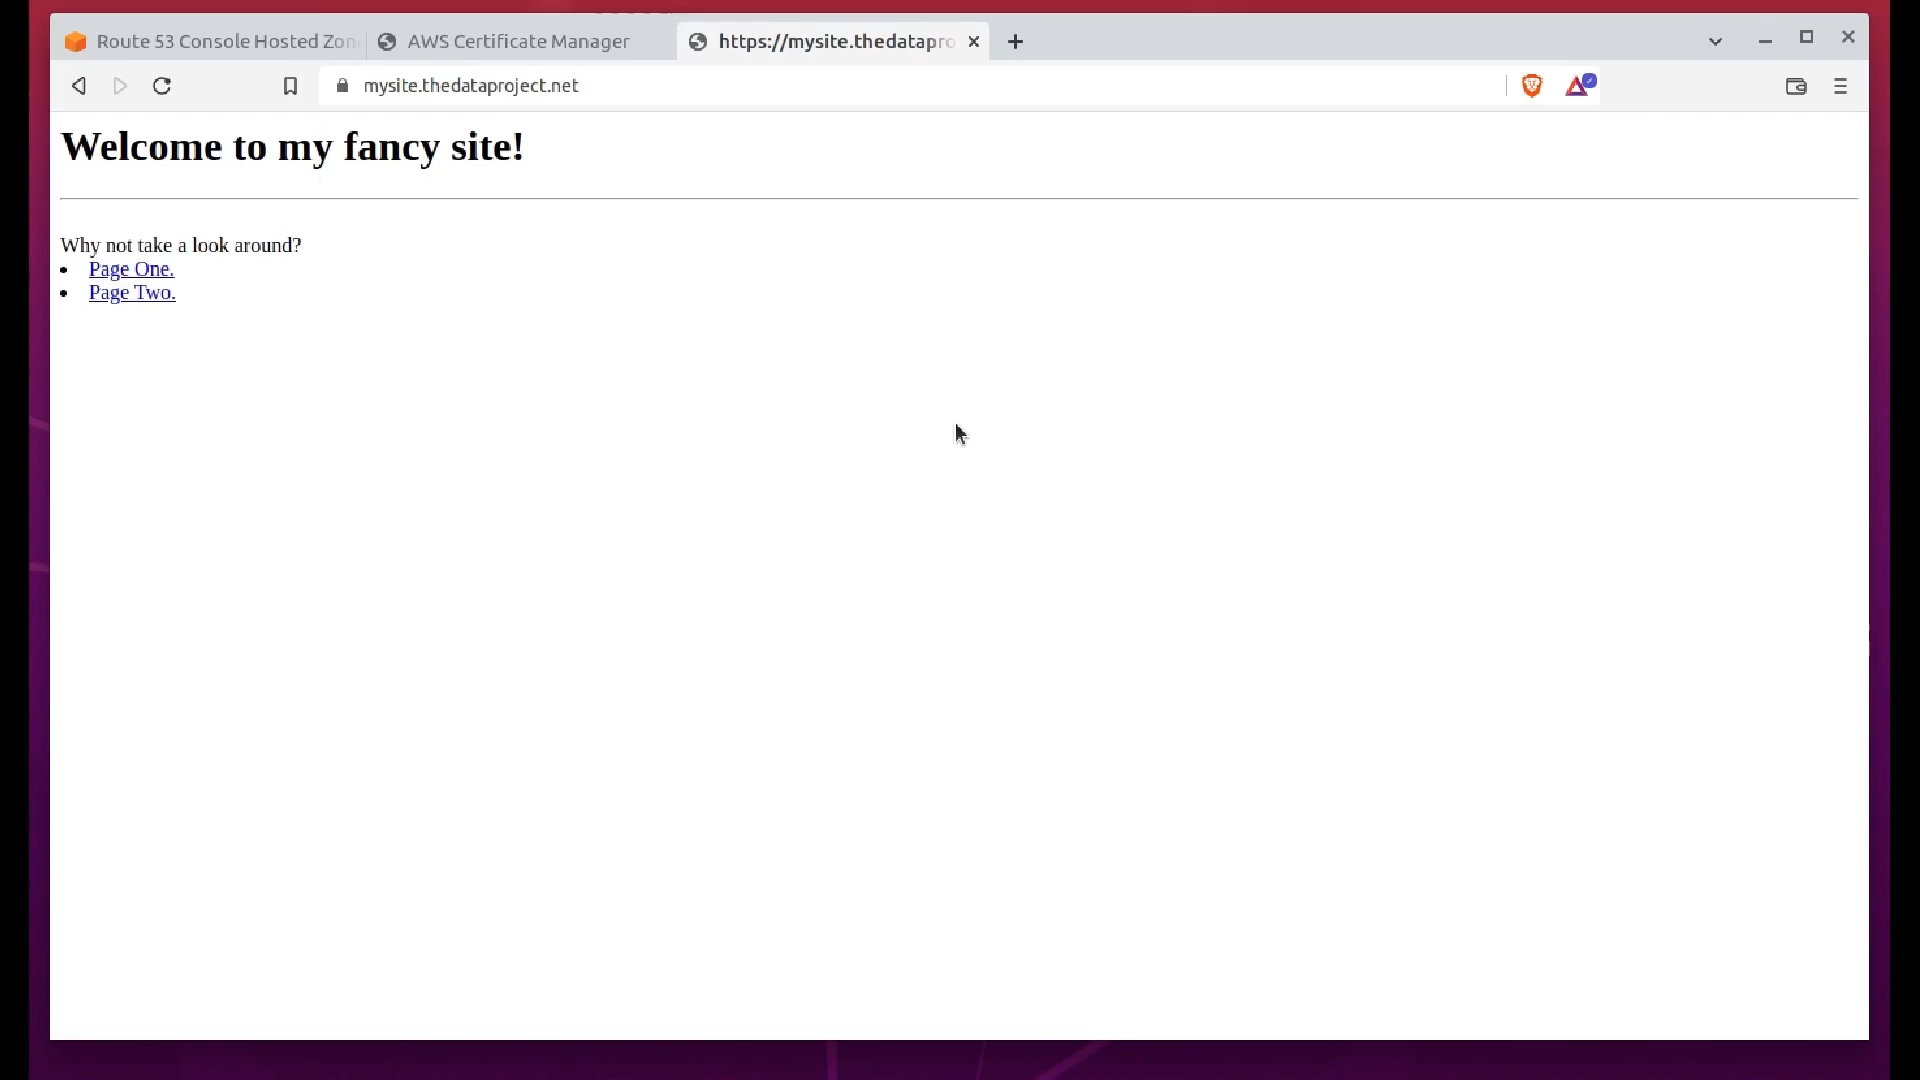 Route 53 Console Hosted Zon
AWS Certificate Manager
https://mysite.thedatapro
mysite.thedataproject.net
Welcome to my fancy site!
Why not take a look around?
Page One.
Page Two.